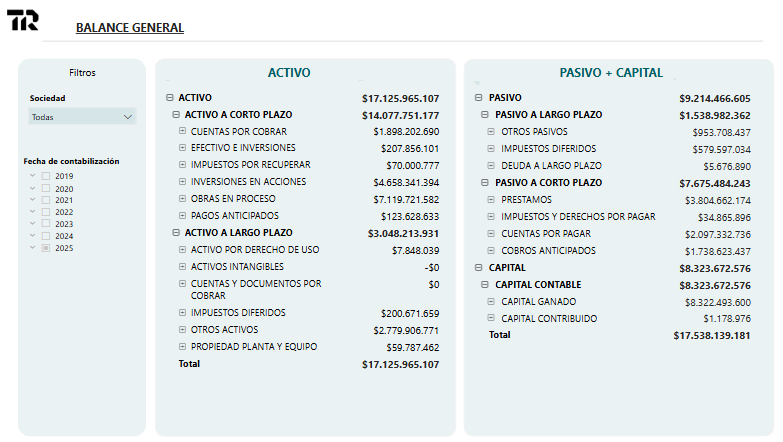 TR
BALANCE GENERAL
Filtros
Sociedad
Todas
Fecha de contabilización
2019
2020
2021
2022
2023
2024
2025
ACTIVO
ACTIVO $17.125.965.107
ACTIVO A CORTO PLAZO $14.077.751.177
CUENTAS POR COBRAR $1.898.202.690
EFECTIVO E INVERSIONES $207.856.101
IMPUESTOS POR RECUPERAR $70.000.777
INVERSIONES EN ACCIONES $4.658.341.394
OBRAS EN PROCESO $7.119.721.582
PAGOS ANTICIPADOS $123.628.633
ACTIVO A LARGO PLAZO $3.048.213.931
ACTIVO POR DERECHO DE USO $7.848.039
ACTIVOS INTANGIBLES -$0
CUENTAS Y DOCUMENTOS POR $0
COBRAR
IMPUESTOS DIFERIDOS $200.671.659
OTROS ACTIVOS $2.779.906.771
PROPIEDAD PLANTA Y EQUIPO $59.787.462
Total $17.125.965.107
PASIVO + CAPITAL
PASIVO $9.214.466.605
PASIVO A LARGO PLAZO $1.538.982.362
OTROS PASIVOS $953.708.437
IMPUESTOS DIFERIDOS $579.597.034
DEUDA A LARGO PLAZO $5.676.890
PASIVO A CORTO PLAZO $7.675.484.243
PRESTAMOS $3.804.662.174
IMPUESTOS Y DERECHOS POR PAGAR $34.865.896
CUENTAS POR PAGAR $2.097.332.736
COBROS ANTICIPADOS $1.738.623.437
CAPITAL $8.323.672.576
CAPITAL CONTABLE $8.323.672.576
CAPITAL GANADO $8.322.493.600
CAPITAL CONTRIBUIDO $1.178.976
Total $17.538.139.181